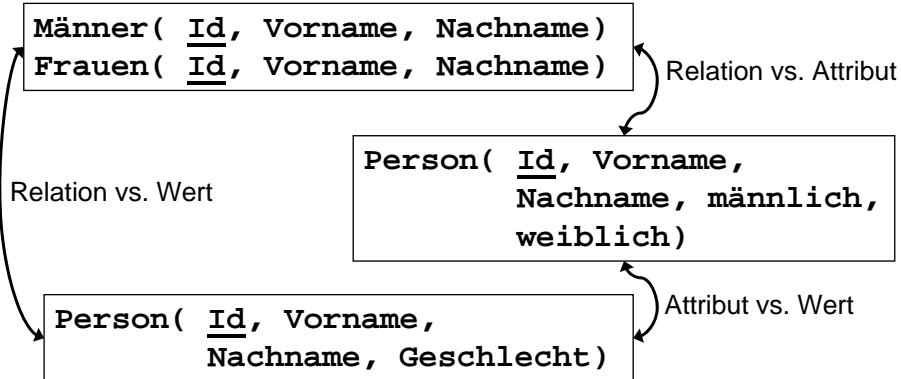 Männer( Id, Vorname, Nachname)
Frauen( Id, Vorname, Nachname)
Relation vs. Attribut
Person( Id, Vorname,
Nachname, männlich,
weiblich)
Relation vs. Wert
Attribut vs. Wert
Person( Id, Vorname,
Nachname, Geschlecht)